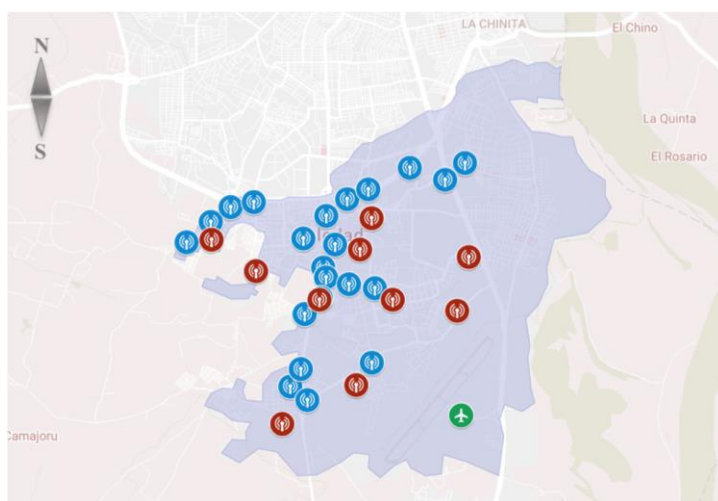 LA CHINITA
El Chino
N
S
La Quinta
El Rosario
Camajoru